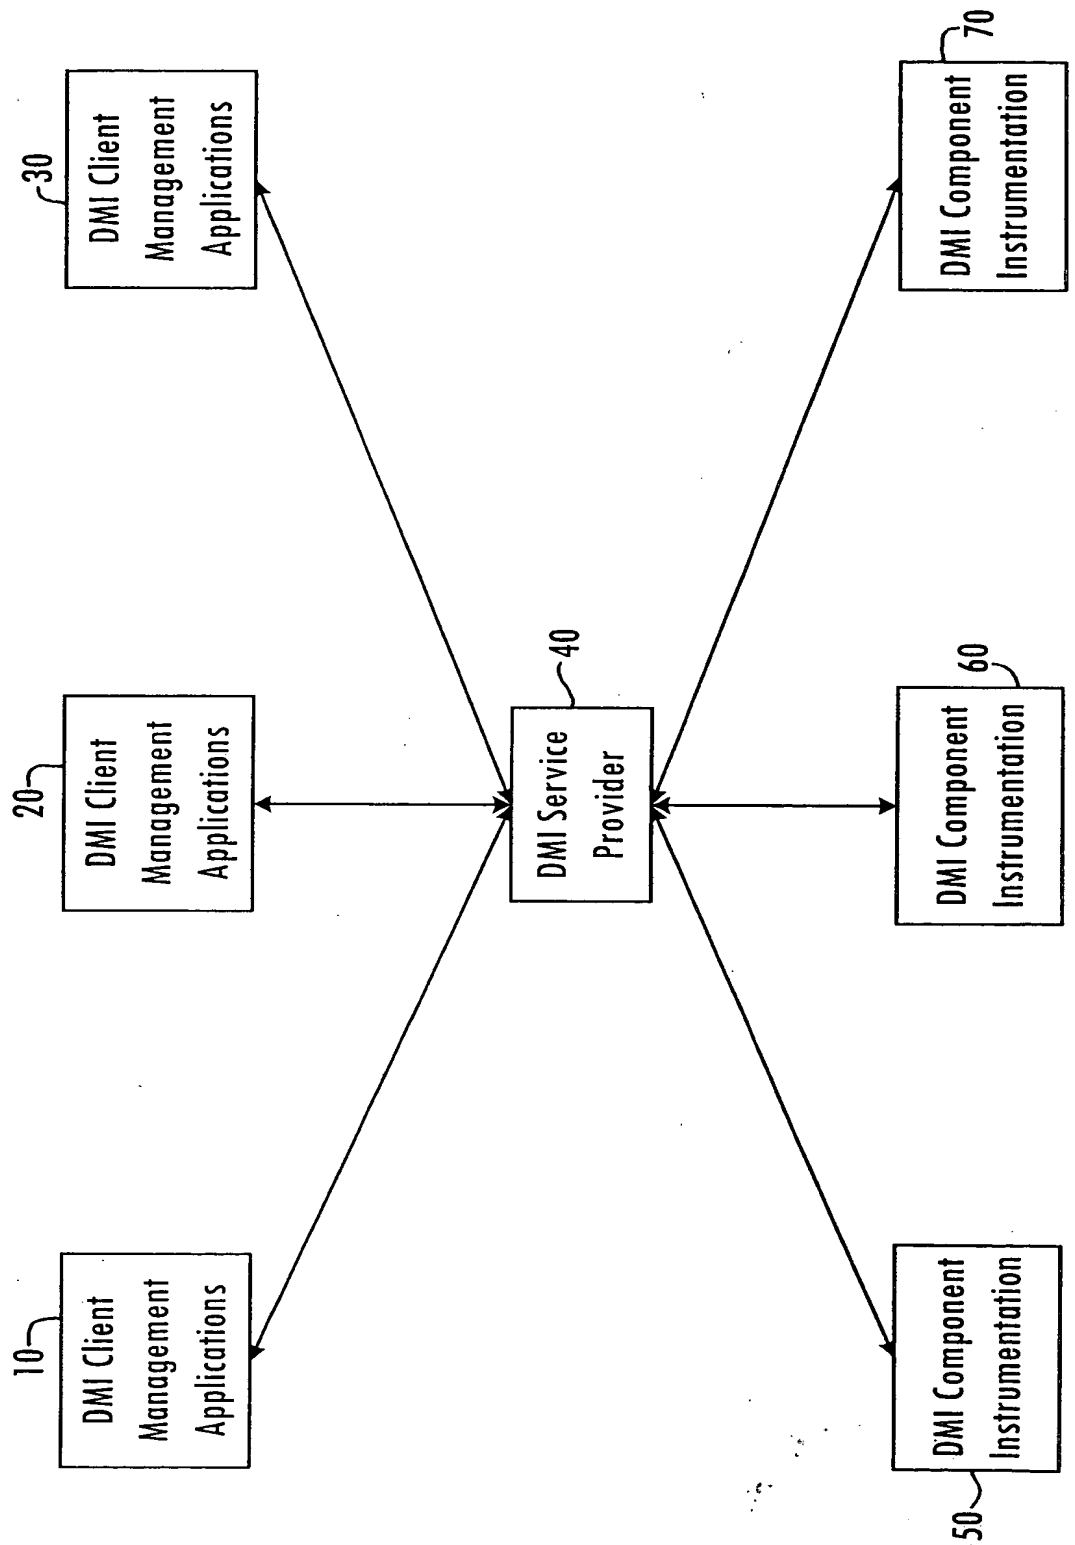 10
DMI Client
Management
Applications
20
DMI Client
Management
Applications
30
DMI Client
Management
Applications
40
DMI Service
Provider
50
DMI Component
Instrumentation
60
DMI Component
Instrumentation
70
DMI Component
Instrumentation